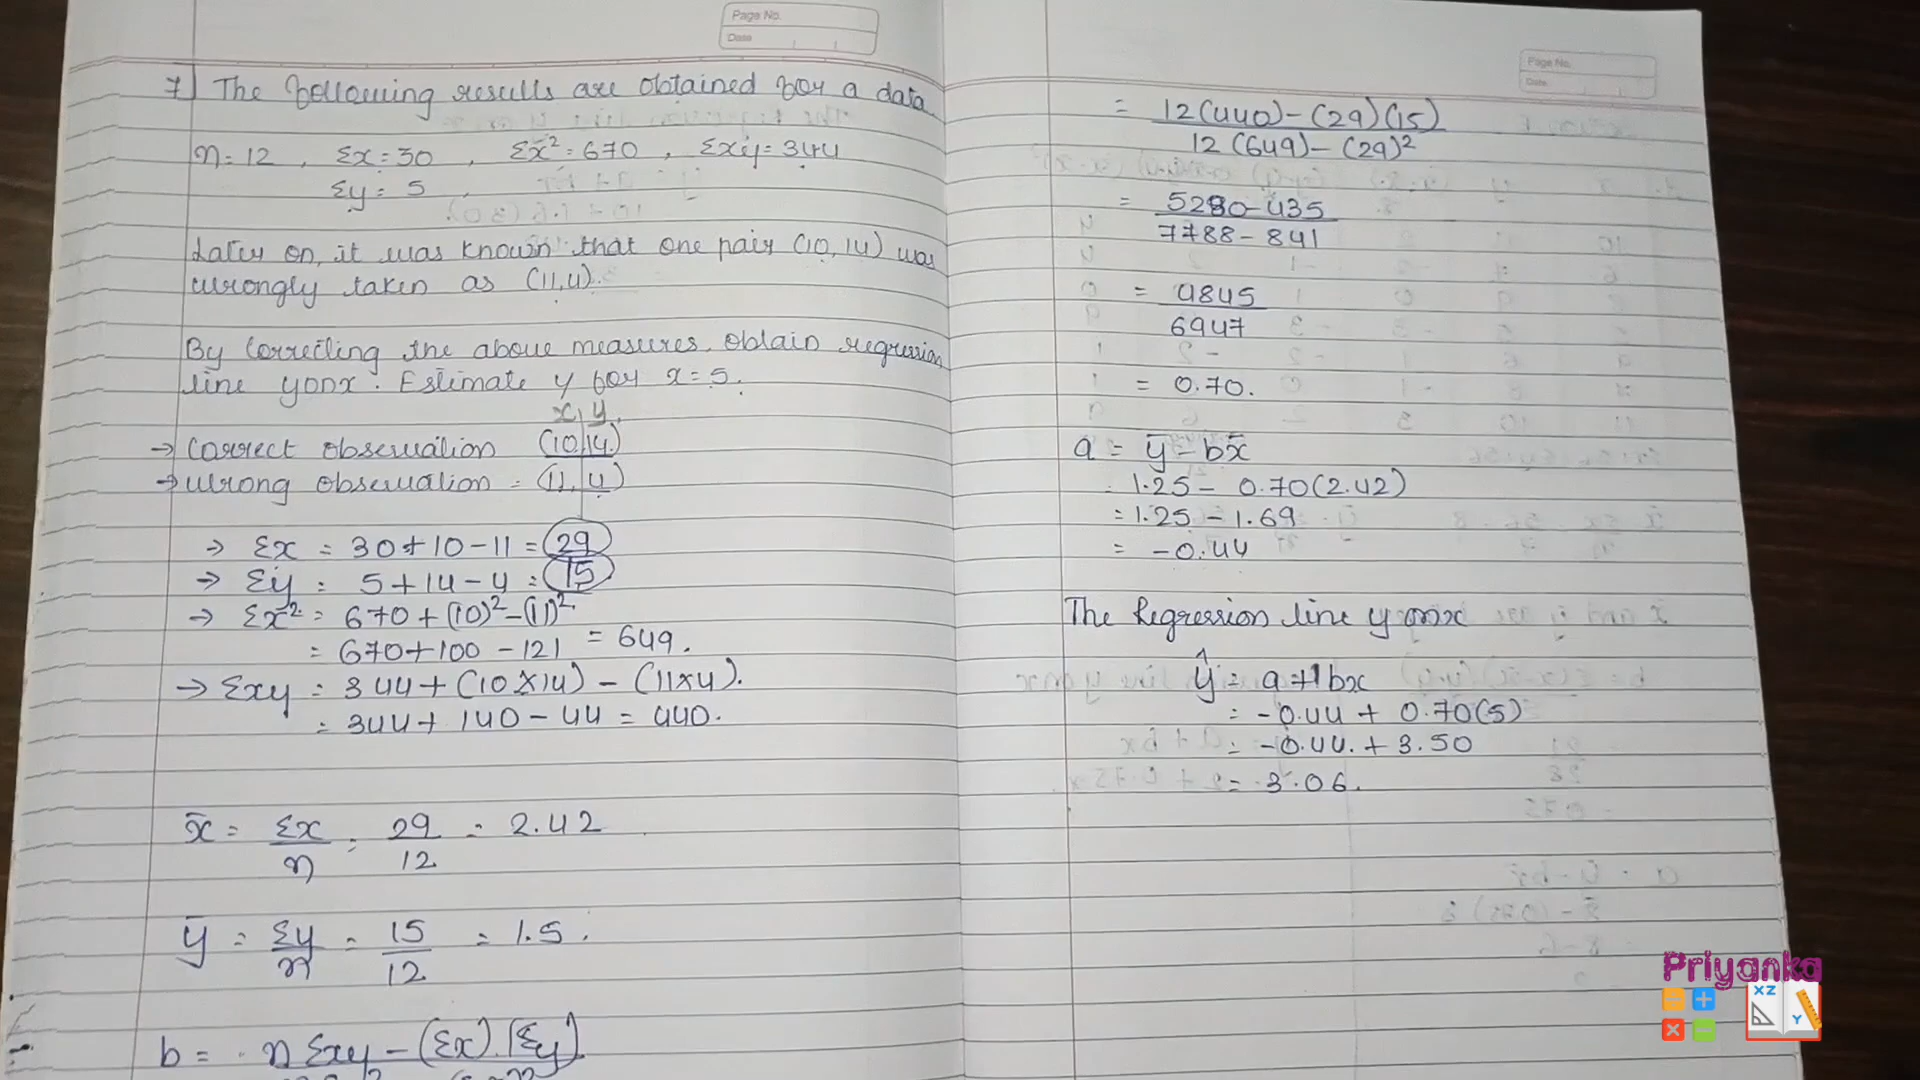 Page No.
Date
7] The following results are obtained for a data
n = 12 , Σx = 30 , Σx² = 670 , Σxy = 344
Σy = 5 ,
Later on, it was known that one pair (10,14) was
wrongly taken as (11,4).
By correcting the above measures, obtain regression
line y on x. Estimate y for x = 5.
x, y.
→ Correct observation (10,14)
→ Wrong observation = (11,4)
→ Σx = 30 + 10 - 11 = 29
→ Σy = 5 + 14 - 4 = 15
→ Σx² = 670 + (10)² - (11)²
= 670 + 100 - 121 = 649.
→ Σxy = 344 + (10 × 14) - (11×4).
= 344 + 140 - 44 = 440.
x̄ = Σx/n = 29/12 = 2.42
ȳ = Σy/n = 15/12 = 1.5.
b = n Σxy - (Σx).(Σy)
Page No.
Date
= 12(440) - (29)(15)
12(649) - (29)²
= 5280 - 435
7788 - 841
= 4845
6947
= 0.70.
a = ȳ - bx̄
= 1.25 - 0.70(2.42)
= 1.25 - 1.69
= -0.44
The Regression line y on x
ŷ = a + bx
= -0.44 + 0.70(5)
= -0.44 + 3.50
= 3.06.
Priyanka
XZ
Y